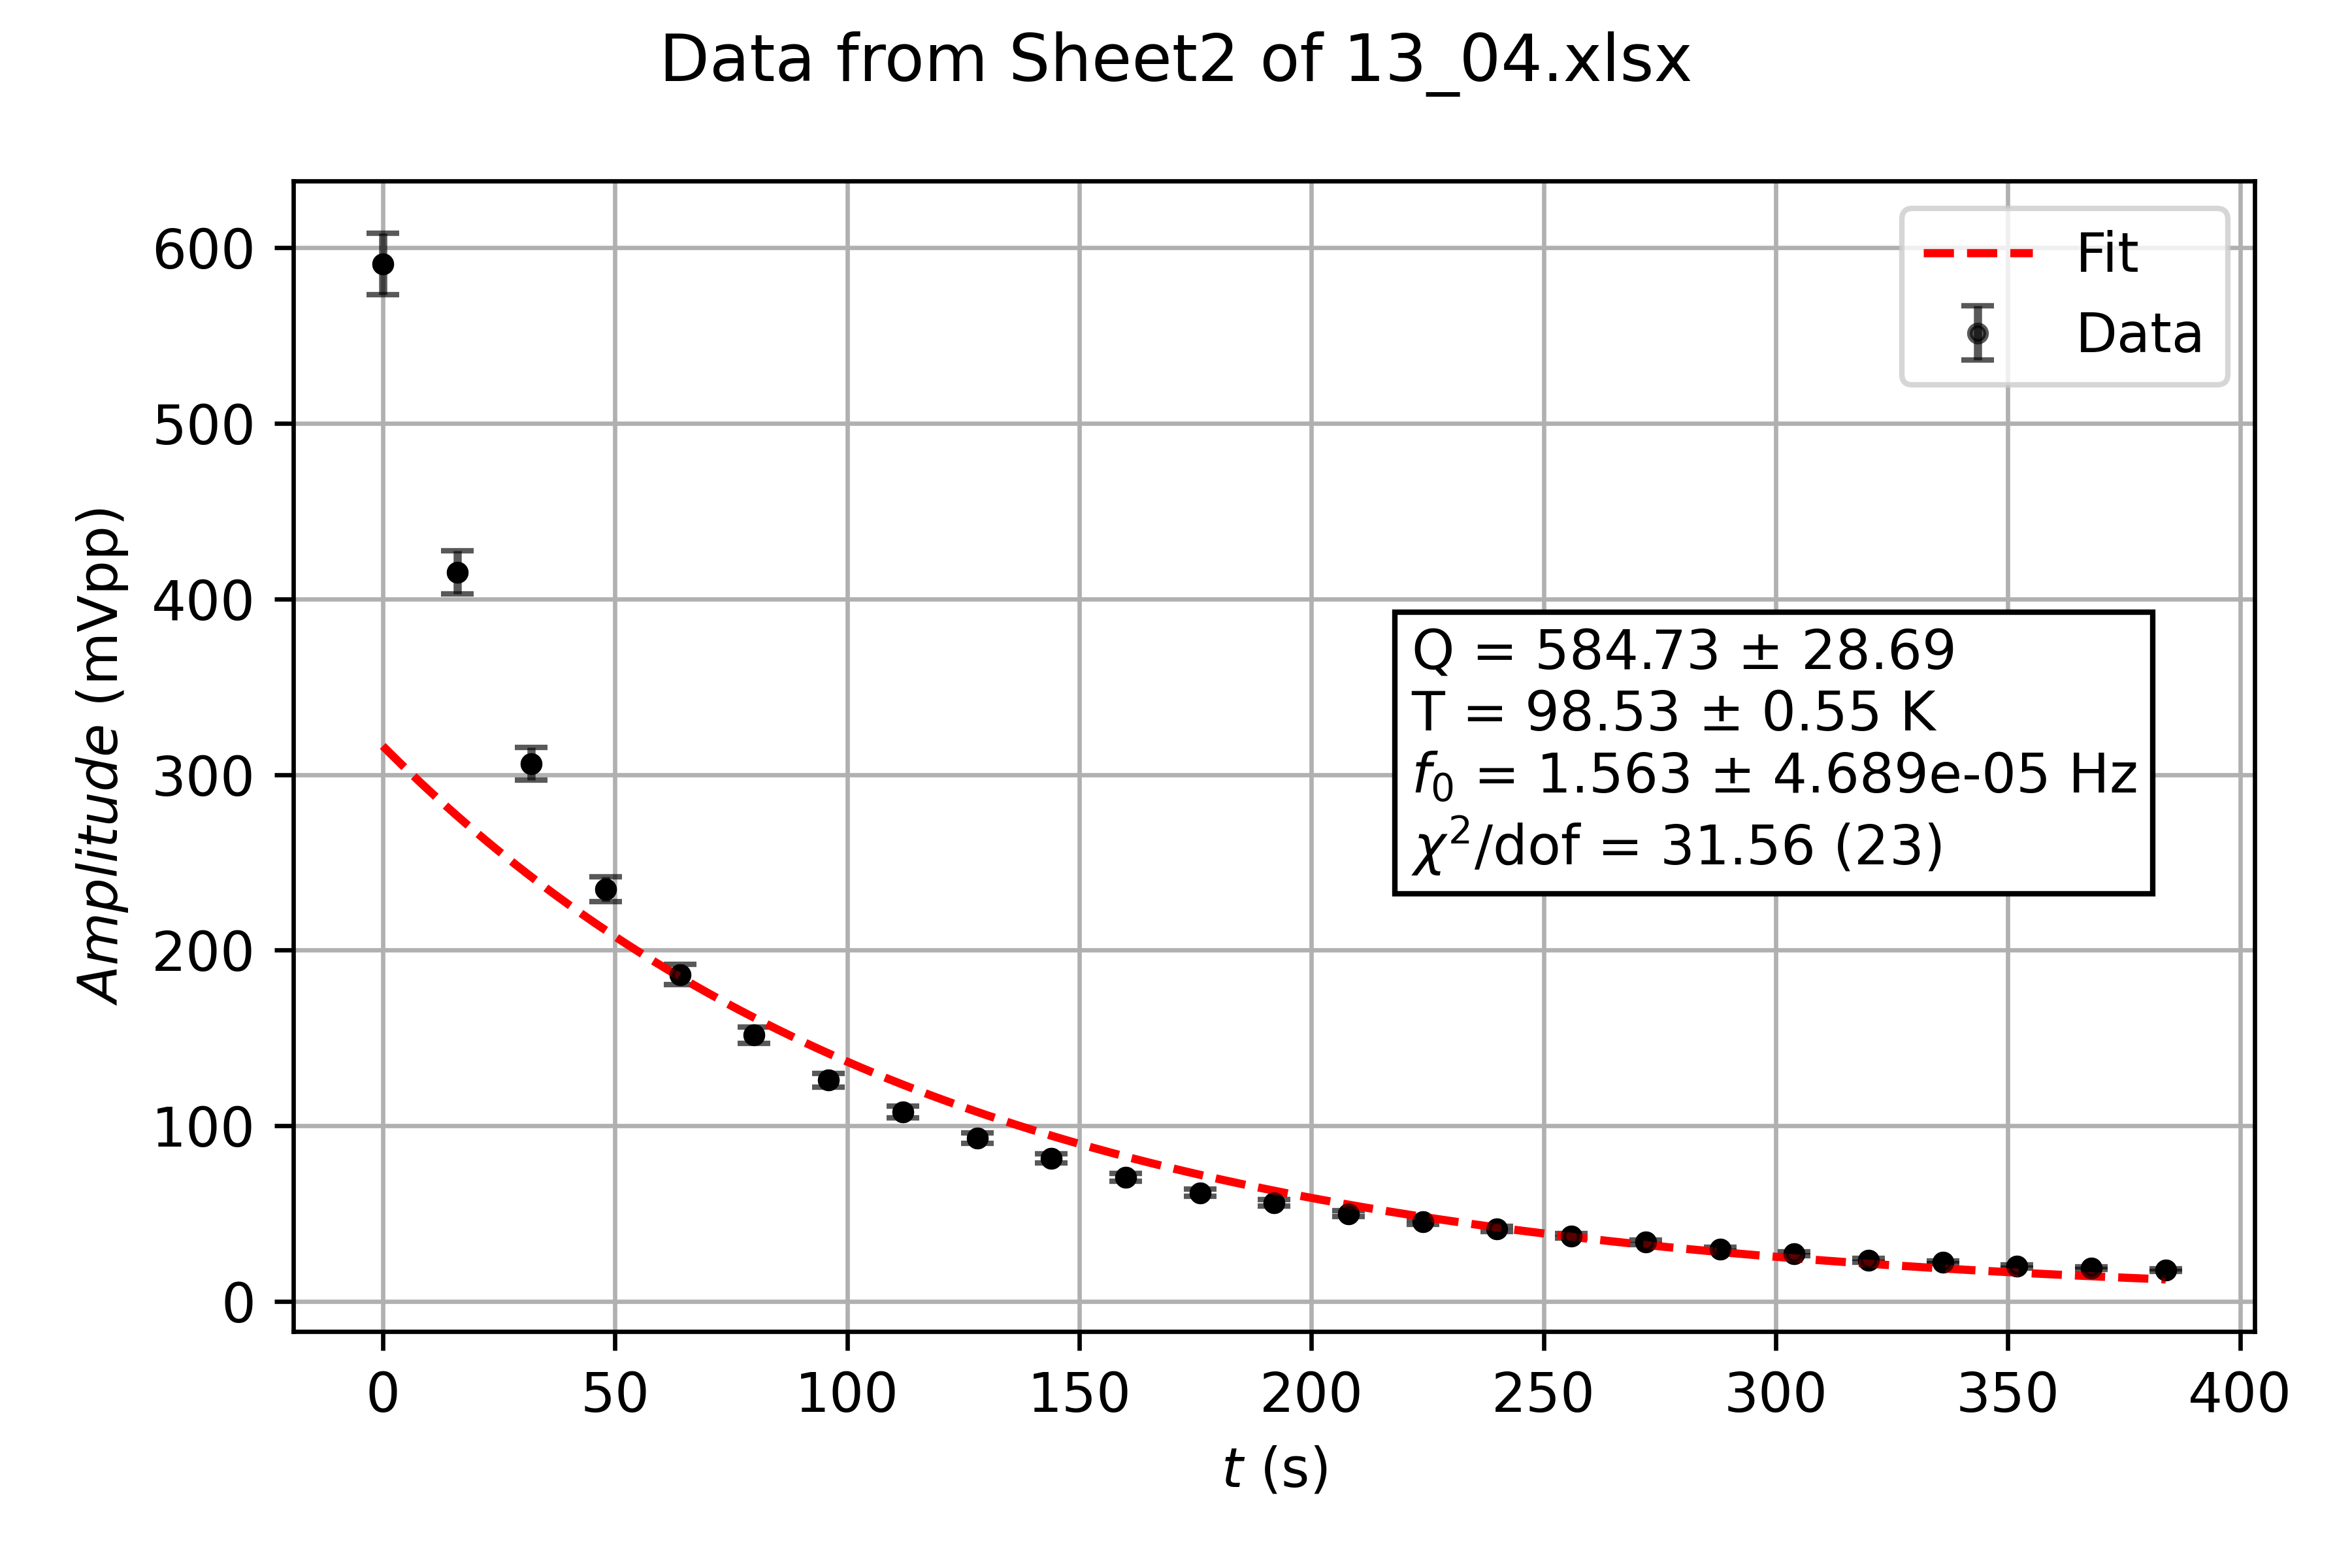 Data from Sheet2 of 13_04.xlsx
Amplitude (mVpp)
600
500
400
300
200
100
0
Fit
Data
Q = 584.73 ± 28.69
T = 98.53 ± 0.55 K
f₀ = 1.563 ± 4.689e-05 Hz
χ²/dof = 31.56 (23)
0 50 100 150 200 250 300 350 400
t (s)